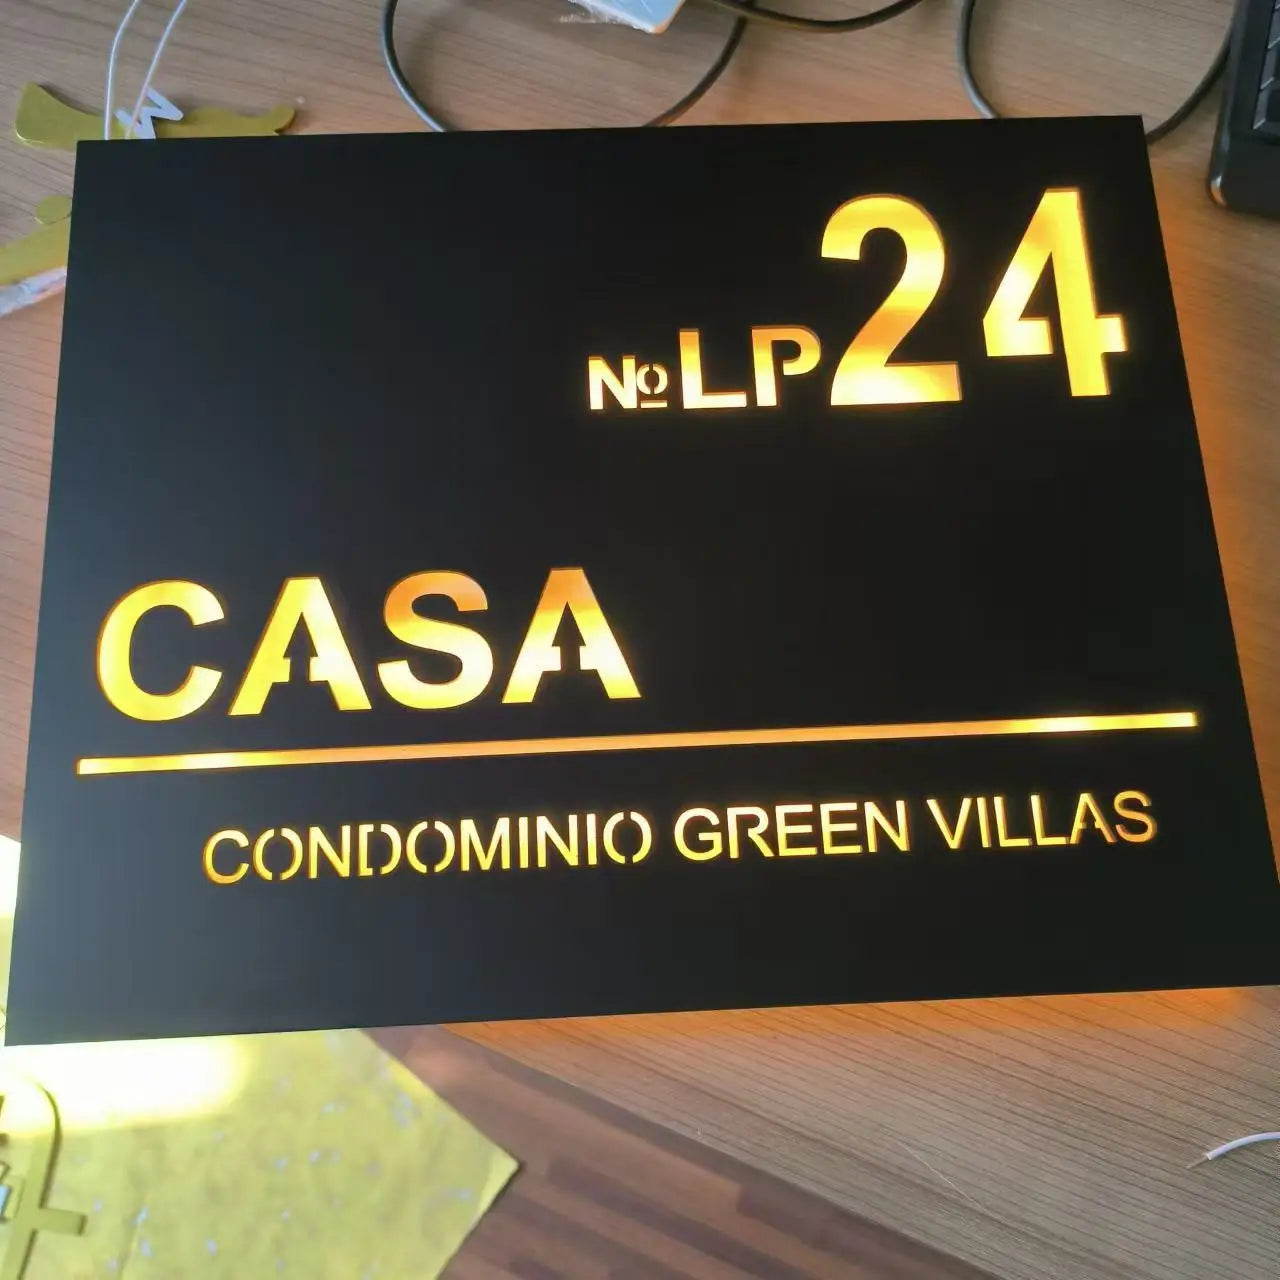 №LP24
CASA
CONDOMINIO GREEN VILLAS
M